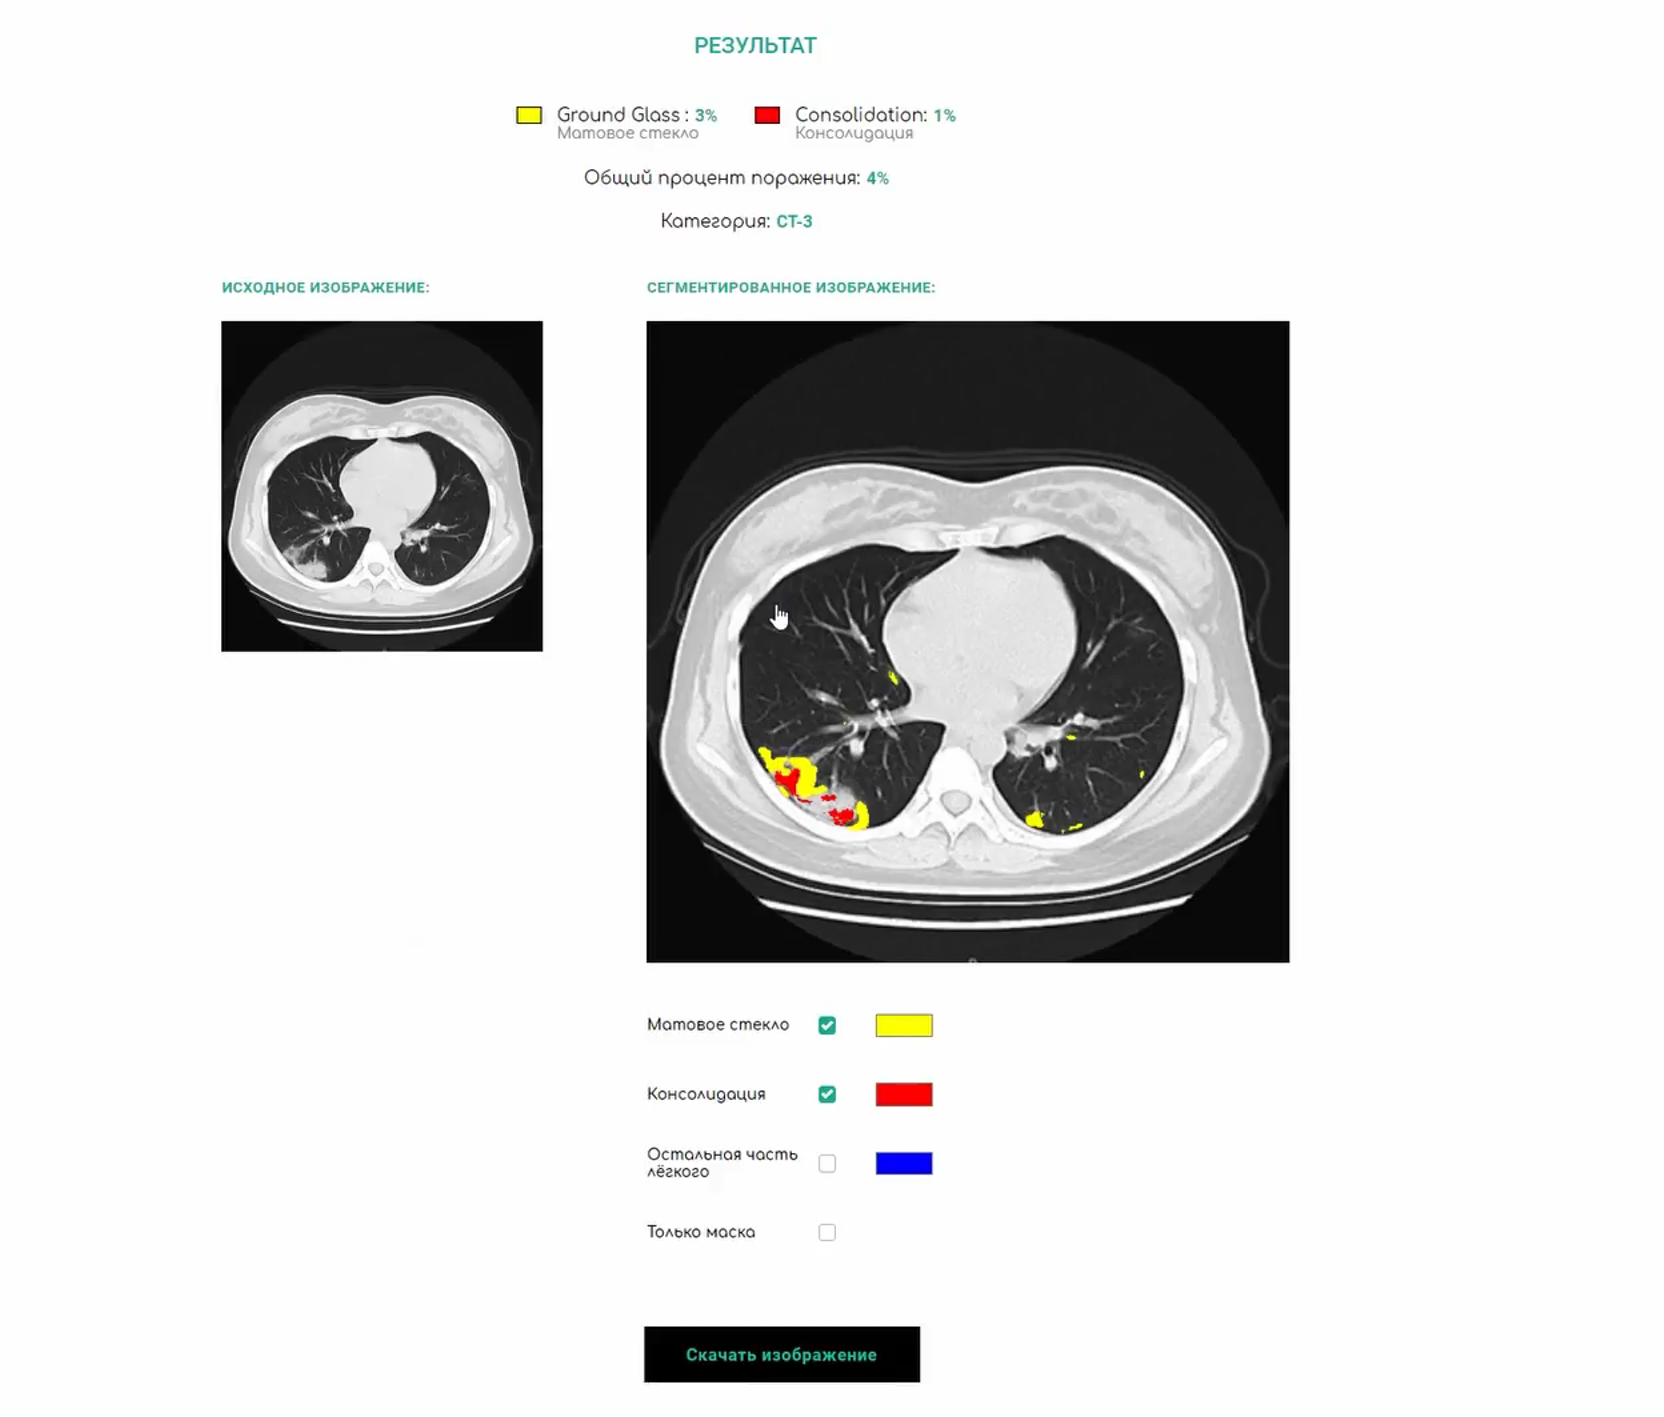 РЕЗУЛЬТАТ
Ground Glass : 3%
Матовое стекло
Consolidation: 1%
Консолидация
Общий процент поражения: 4%
Категория: CT-3
ИСХОДНОЕ ИЗОБРАЖЕНИЕ:
СЕГМЕНТИРОВАННОЕ ИЗОБРАЖЕНИЕ:
Матовое стекло
Консолидация
Остальная часть
лёгкого
Только маска
Скачать изображение